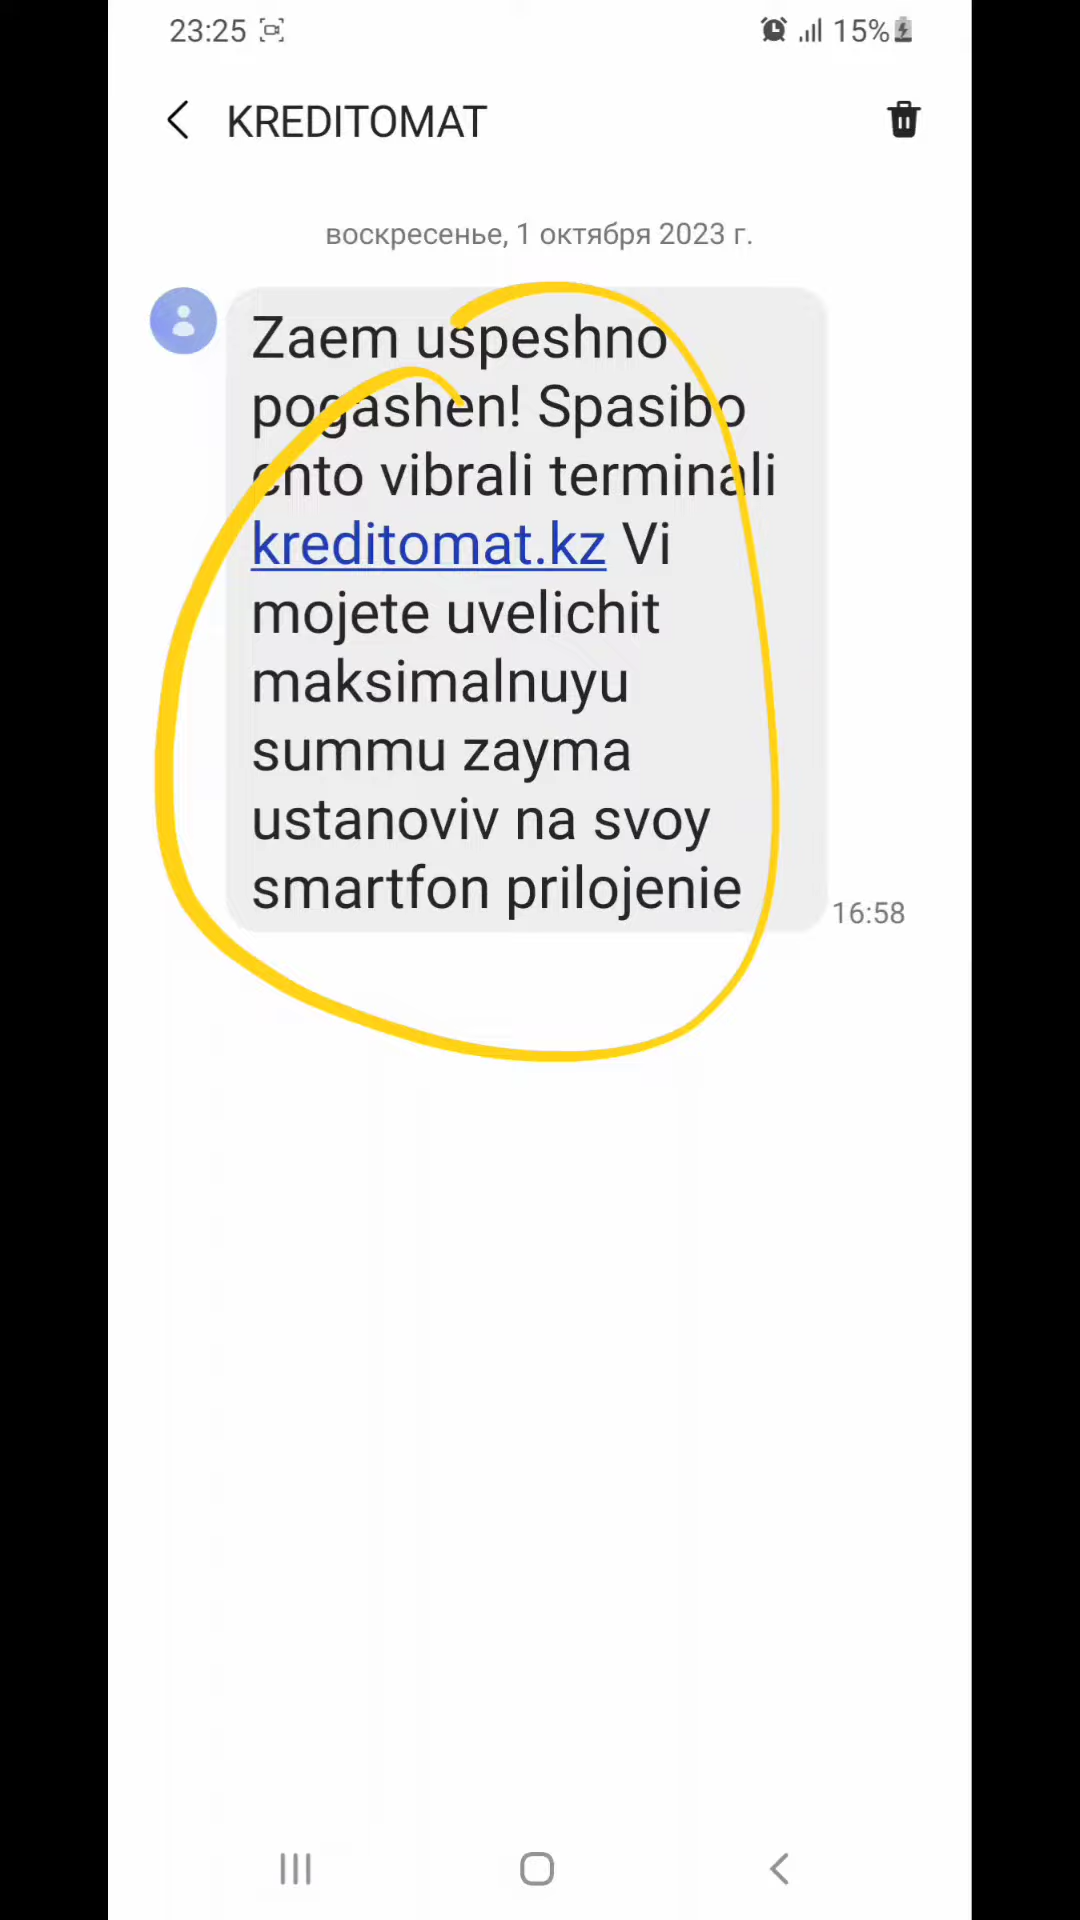 23:25 15%
KREDITOMAT
воскресенье, 1 октября 2023 г.
Zaem uspeshno
pogashen! Spasibo
chto vibrali terminali
kreditomat.kz Vi
mojete uvelichit
maksimalnuyu
summu zayma
ustanoviv na svoy
smartfon prilojenie
16:58